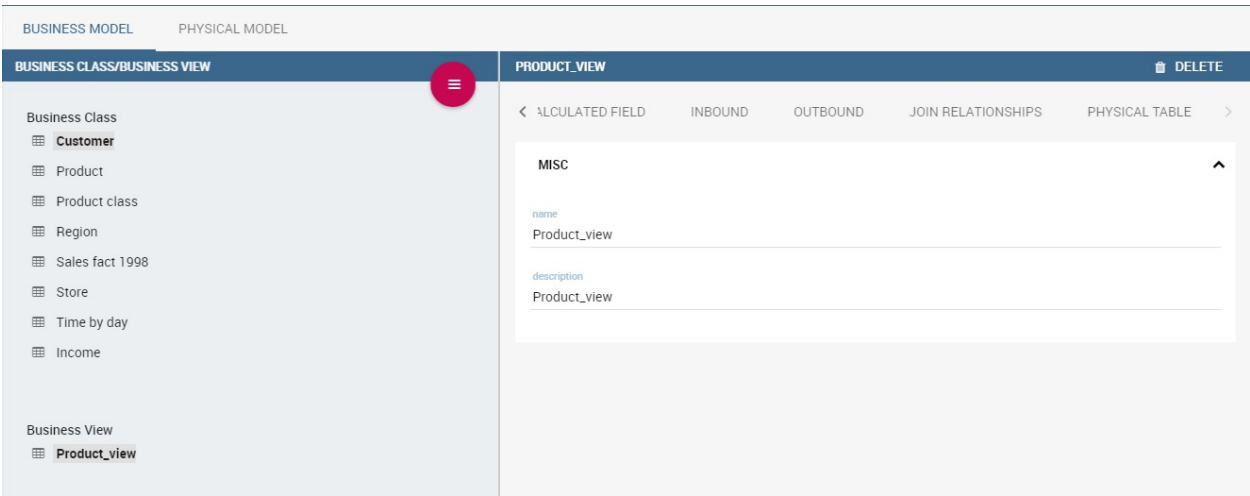 BUSINESS MODEL PHYSICAL MODEL
BUSINESS CLASS/BUSINESS VIEW
Business Class
Customer
Product
Product class
Region
Sales fact 1998
Store
Time by day
Income
Business View
Product_view
PRODUCT_VIEW DELETE
ALCULATED FIELD INBOUND OUTBOUND JOIN RELATIONSHIPS PHYSICAL TABLE
MISC
name
Product_view
description
Product_view